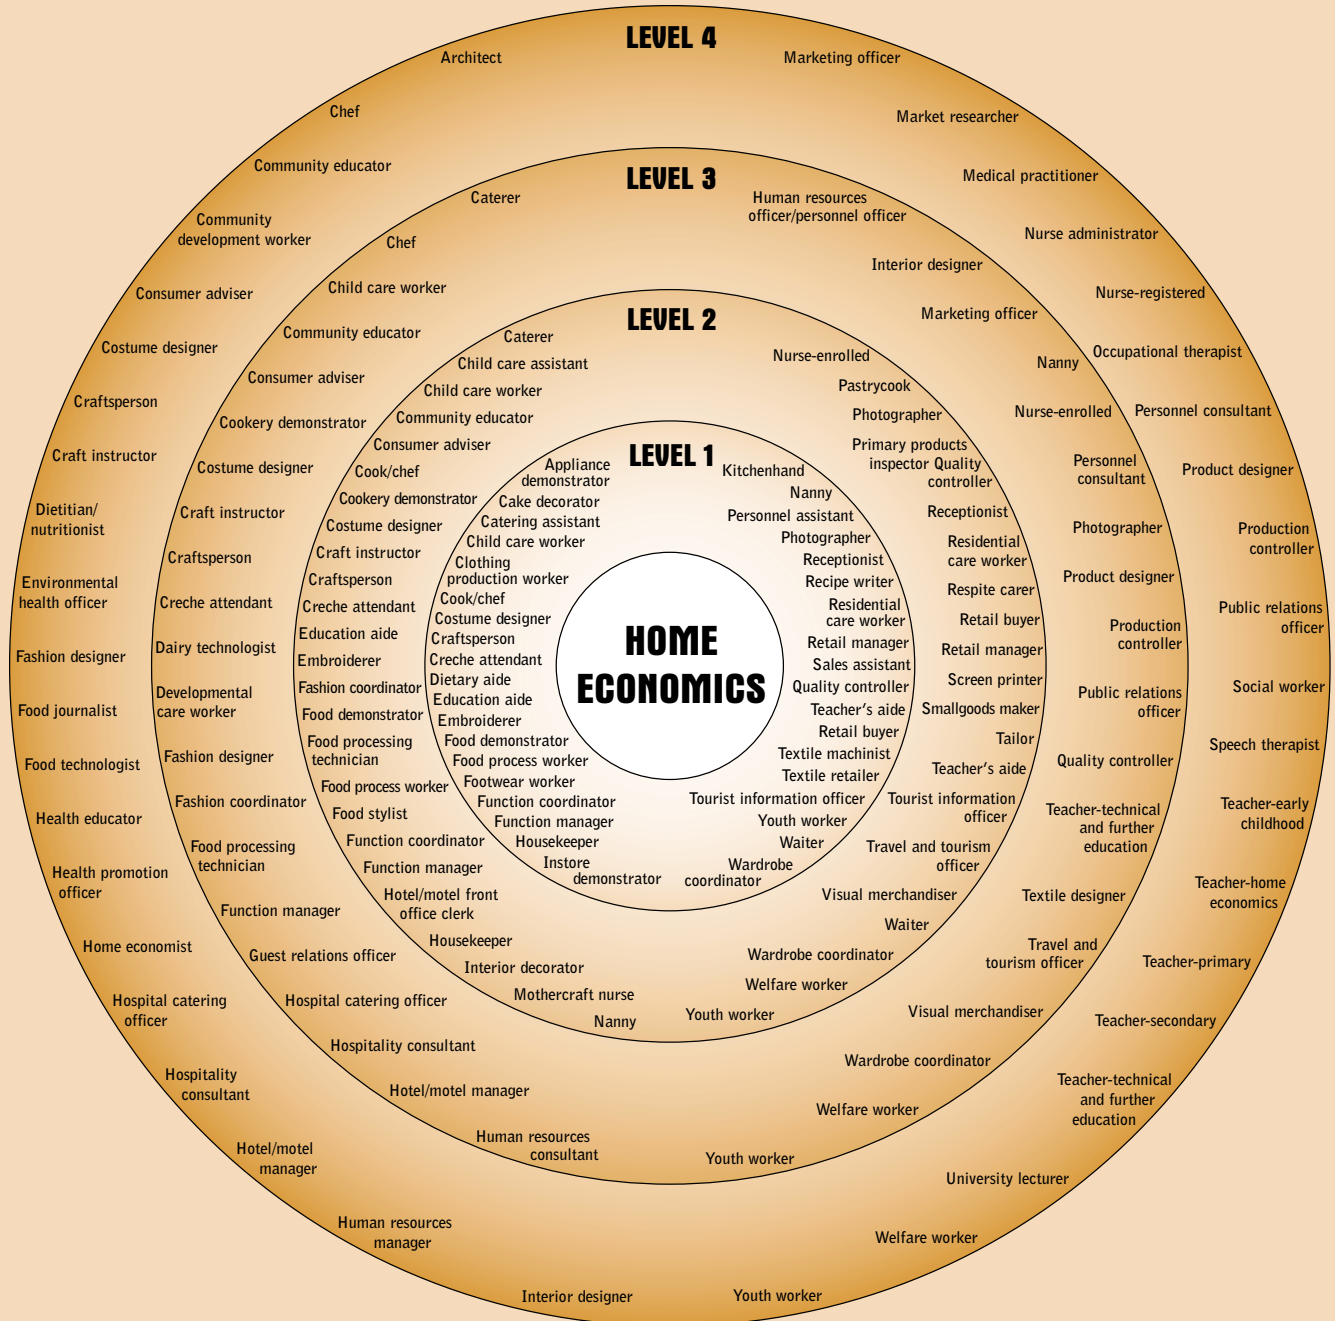 LEVEL 4
Architect
Chef
Community educator
Community
development worker
Consumer adviser
Costume designer
Craftsperson
Craft instructor
Dietitian/
nutritionist
Environmental
health officer
Fashion designer
Food journalist
Food technologist
Health educator
Health promotion
officer
Home economist
Hospital catering
officer
Hospitality
consultant
Hotel/motel
manager
Human resources
manager
Interior designer
Marketing officer
Market researcher
Medical practitioner
Nurse administrator
Nurse-registered
Occupational therapist
Personnel consultant
Product designer
Production
controller
Public relations
officer
Social worker
Speech therapist
Teacher-early
childhood
Teacher-home
economics
Teacher-primary
Teacher-secondary
Teacher-technical
and further
education
University lecturer
Welfare worker
Youth worker
LEVEL 3
Caterer
Chef
Child care worker
Community educator
Consumer adviser
Cookery demonstrator
Costume designer
Craft instructor
Craftsperson
Creche attendant
Dairy technologist
Developmental
care worker
Fashion designer
Fashion coordinator
Food processing
technician
Function manager
Guest relations officer
Hospital catering officer
Hospitality consultant
Hotel/motel manager
Human resources
consultant
Human resources
officer/personnel officer
Interior designer
Marketing officer
Nanny
Nurse-enrolled
Personnel
consultant
Photographer
Product designer
Production
controller
Public relations
officer
Quality controller
Teacher-technical
and further
education
Textile designer
Travel and
tourism officer
Visual merchandiser
Wardrobe coordinator
Welfare worker
Youth worker
LEVEL 2
Caterer
Child care assistant
Child care worker
Community educator
Consumer adviser
Cook/chef
Cookery demonstrator
Costume designer
Craft instructor
Craftsperson
Creche attendant
Education aide
Embroiderer
Fashion coordinator
Food demonstrator
Food processing
technician
Food process worker
Food stylist
Function coordinator
Function manager
Hotel/motel front
office clerk
Housekeeper
Interior decorator
Mothercraft nurse
Nanny
Nurse-enrolled
Pastrycook
Photographer
Primary products
inspector Quality
controller
Receptionist
Residential
care worker
Respite carer
Retail buyer
Retail manager
Screen printer
Smallgoods maker
Tailor
Teacher's aide
Tourist information
officer
Travel and tourism
officer
Visual merchandiser
Waiter
Wardrobe coordinator
Welfare worker
Youth worker
LEVEL 1
Appliance
demonstrator
Cake decorator
Catering assistant
Child care worker
Clothing
production worker
Cook/chef
Costume designer
Craftsperson
Creche attendant
Dietary aide
Education aide
Embroiderer
Food demonstrator
Food process worker
Footwear worker
Function coordinator
Function manager
Housekeeper
Instore
demonstrator
Kitchenhand
Nanny
Personnel assistant
Photographer
Receptionist
Recipe writer
Residential
care worker
Retail manager
Sales assistant
Quality controller
Teacher's aide
Retail buyer
Textile machinist
Textile retailer
Tourist information officer
Youth worker
Waiter
Wardrobe
coordinator
HOME
ECONOMICS